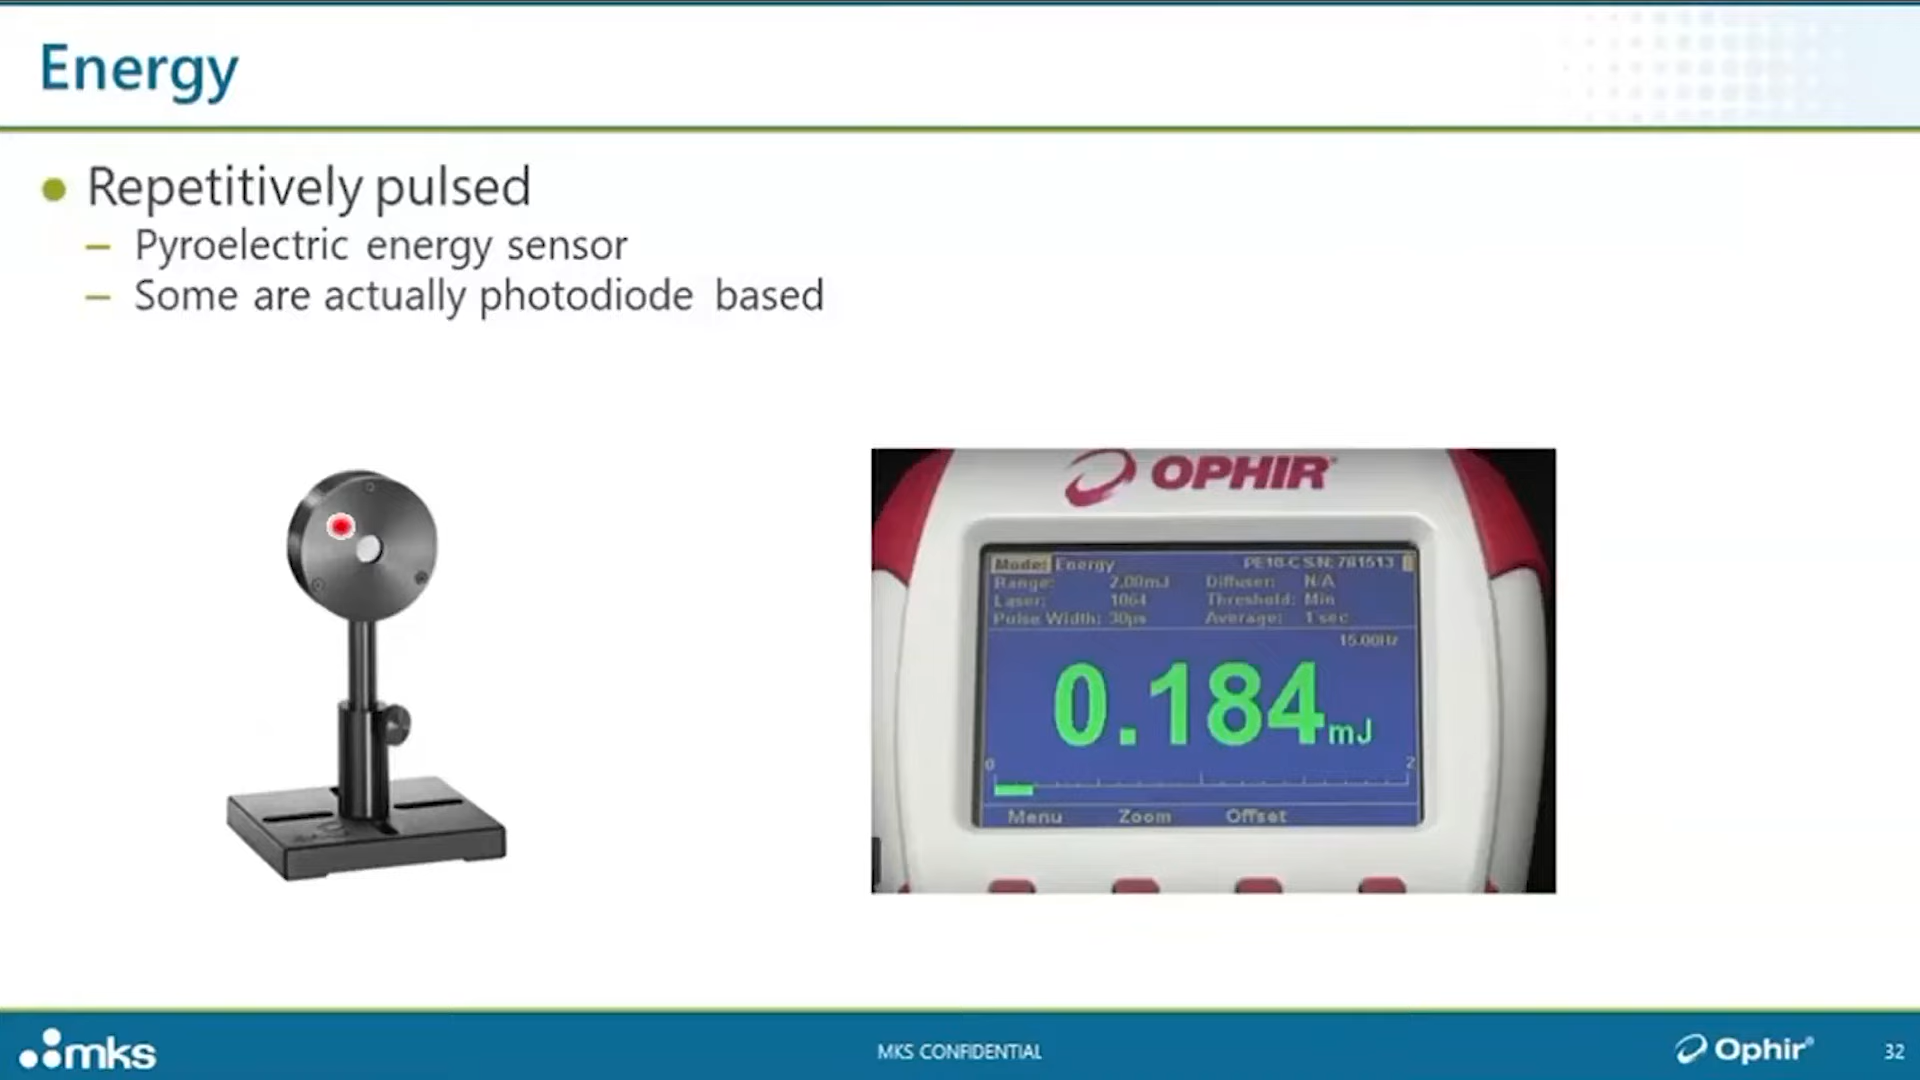 Energy
Repetitively pulsed
– Pyroelectric energy sensor
– Some are actually photodiode based
OPHIR
Mode: Energy PE10-C S/N: 781513
Range: 2.00mJ Diffuser: N/A
Laser: 1064 Threshold: Min
Pulse Width: 30µs Average: 1 sec
15.00Hz
0.184mJ
0 2
Menu Zoom Offset
mks MKS CONFIDENTIAL Ophir® 32